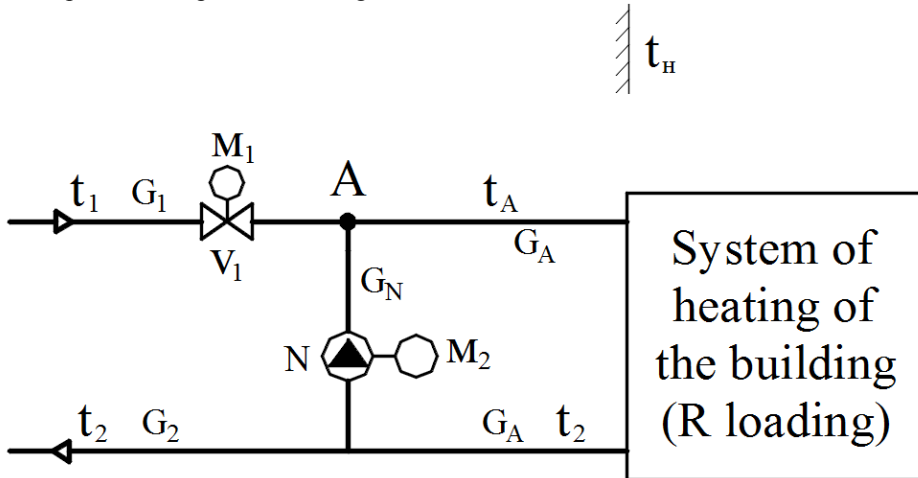 tн
M1
A
t1
G1
tA
V1
GA
GN
N
M2
t2
G2
GA
t2
System of
heating of
the building
(R loading)